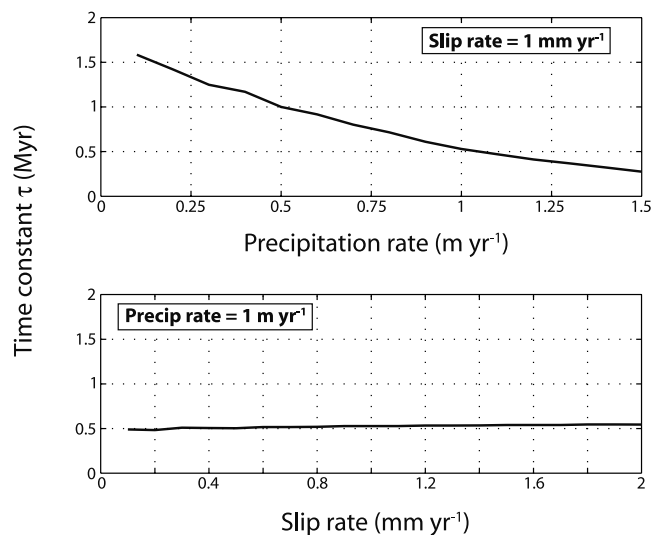 2
Slip rate = 1 mm yr⁻¹
1.5
1
0.5
0
0 0.25 0.5 0.75 1 1.25 1.5
Precipitation rate (m yr⁻¹)
Time constant τ (Myr)
2
Precip rate = 1 m yr⁻¹
1.5
1
0.5
0
0 0.4 0.8 1.2 1.6 2
Slip rate (mm yr⁻¹)